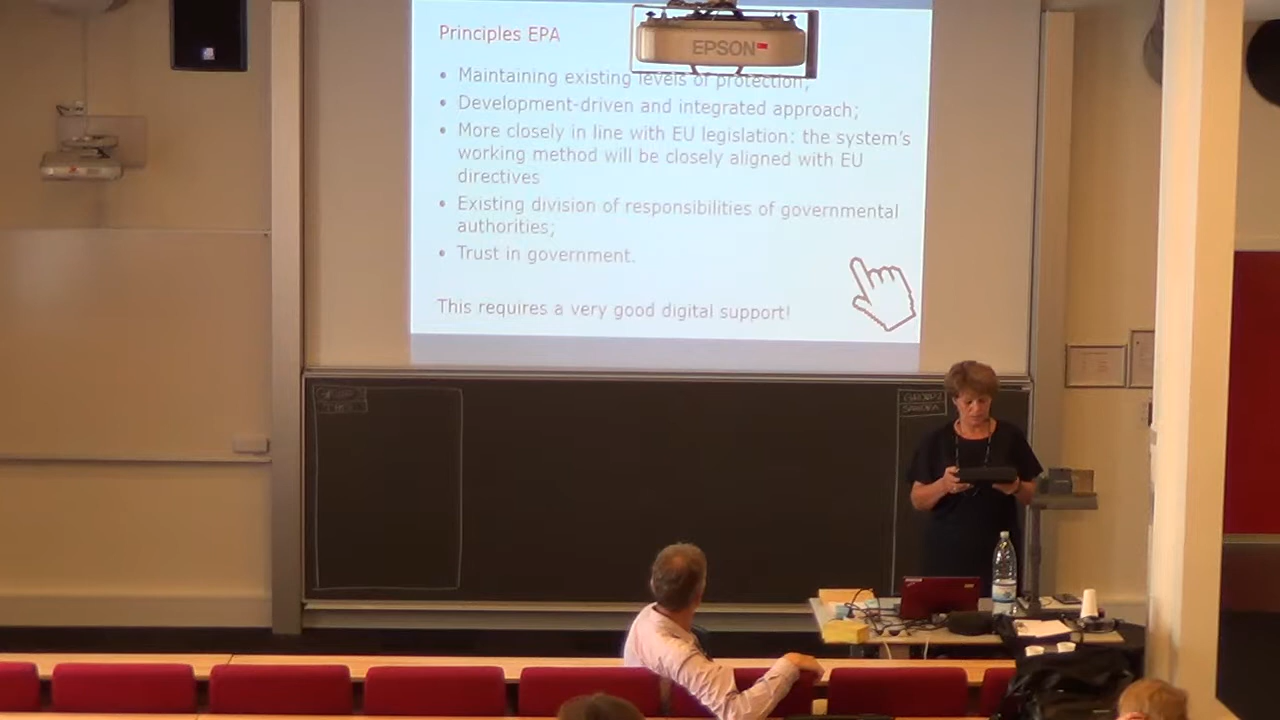 Principles EPA
EPSON
• Maintaining existing levels of protection;
• Development-driven and integrated approach;
• More closely in line with EU legislation: the system's
working method will be closely aligned with EU
directives
• Existing division of responsibilities of governmental
authorities;
• Trust in government.
This requires a very good digital support!